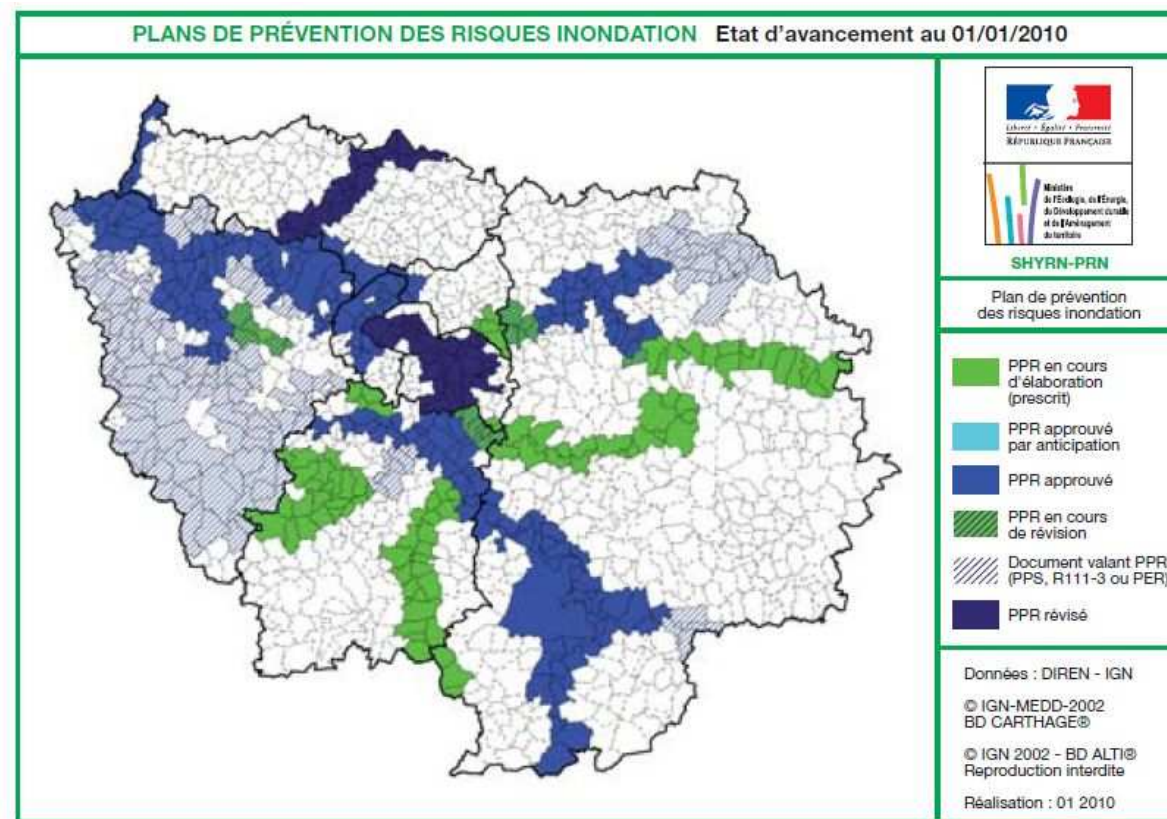 PLANS DE PRÉVENTION DES RISQUES INONDATION Etat d'avancement au 01/01/2010
Liberté • Égalité • Fraternité
RÉPUBLIQUE FRANÇAISE
Ministère
de l'Écologie, de l'Énergie,
du Développement durable
et de l'Aménagement
du territoire
SHYRN-PRN
Plan de prévention
des risques inondation
PPR en cours
d'élaboration
(prescrit)
PPR approuvé
par anticipation
PPR approuvé
PPR en cours
de révision
Document valant PPR
(PPS, R111-3 ou PER)
PPR révisé
Données : DIREN - IGN
© IGN-MEDD-2002
BD CARTHAGE®
© IGN 2002 - BD ALTI®
Reproduction interdite
Réalisation : 01 2010